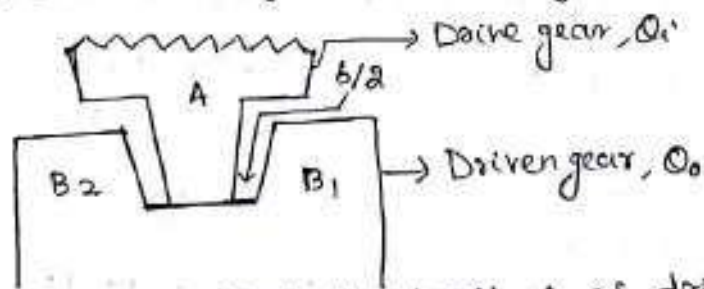 Drive gear, θi
b/2
A
B2
B1
Driven gear, θo